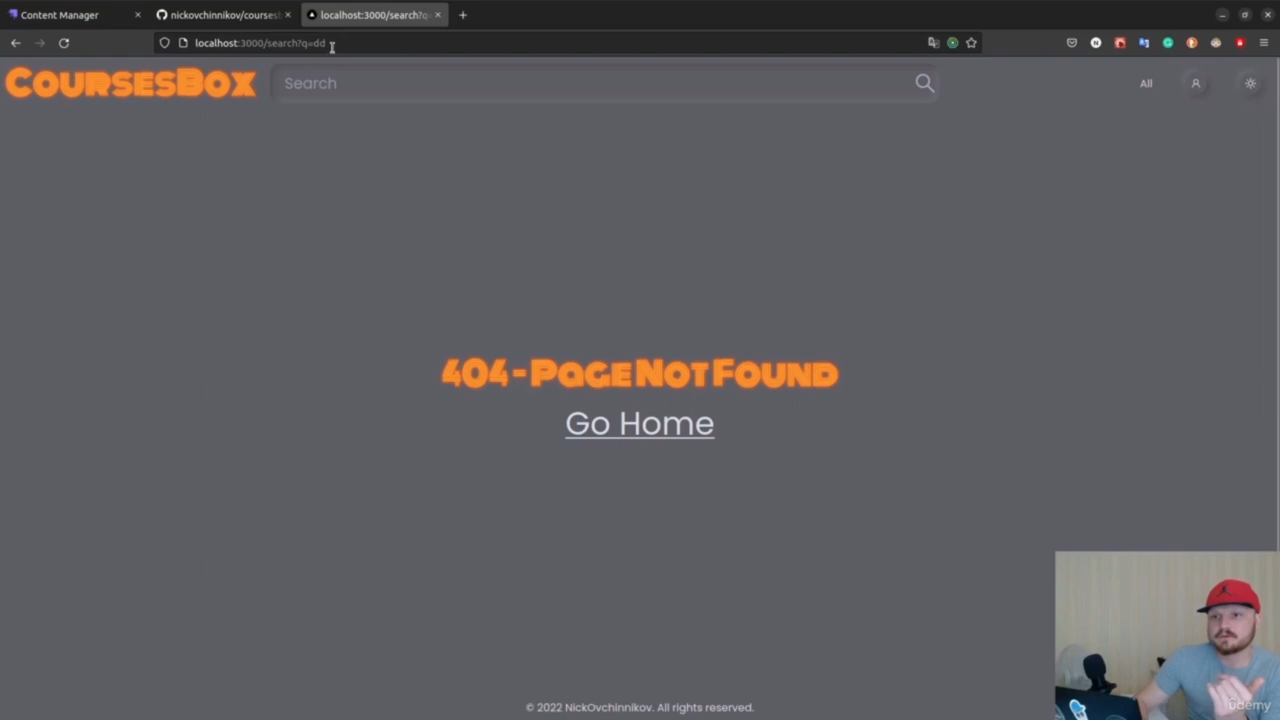 Content Manager
nickovchinnikov/courses
localhost:3000/search?q=
localhost:3000/search?q=dd
CoursesBox
Search
All
404 - Page Not Found
Go Home
© 2022 NickOvchinnikov. All rights reserved.
ûdemy